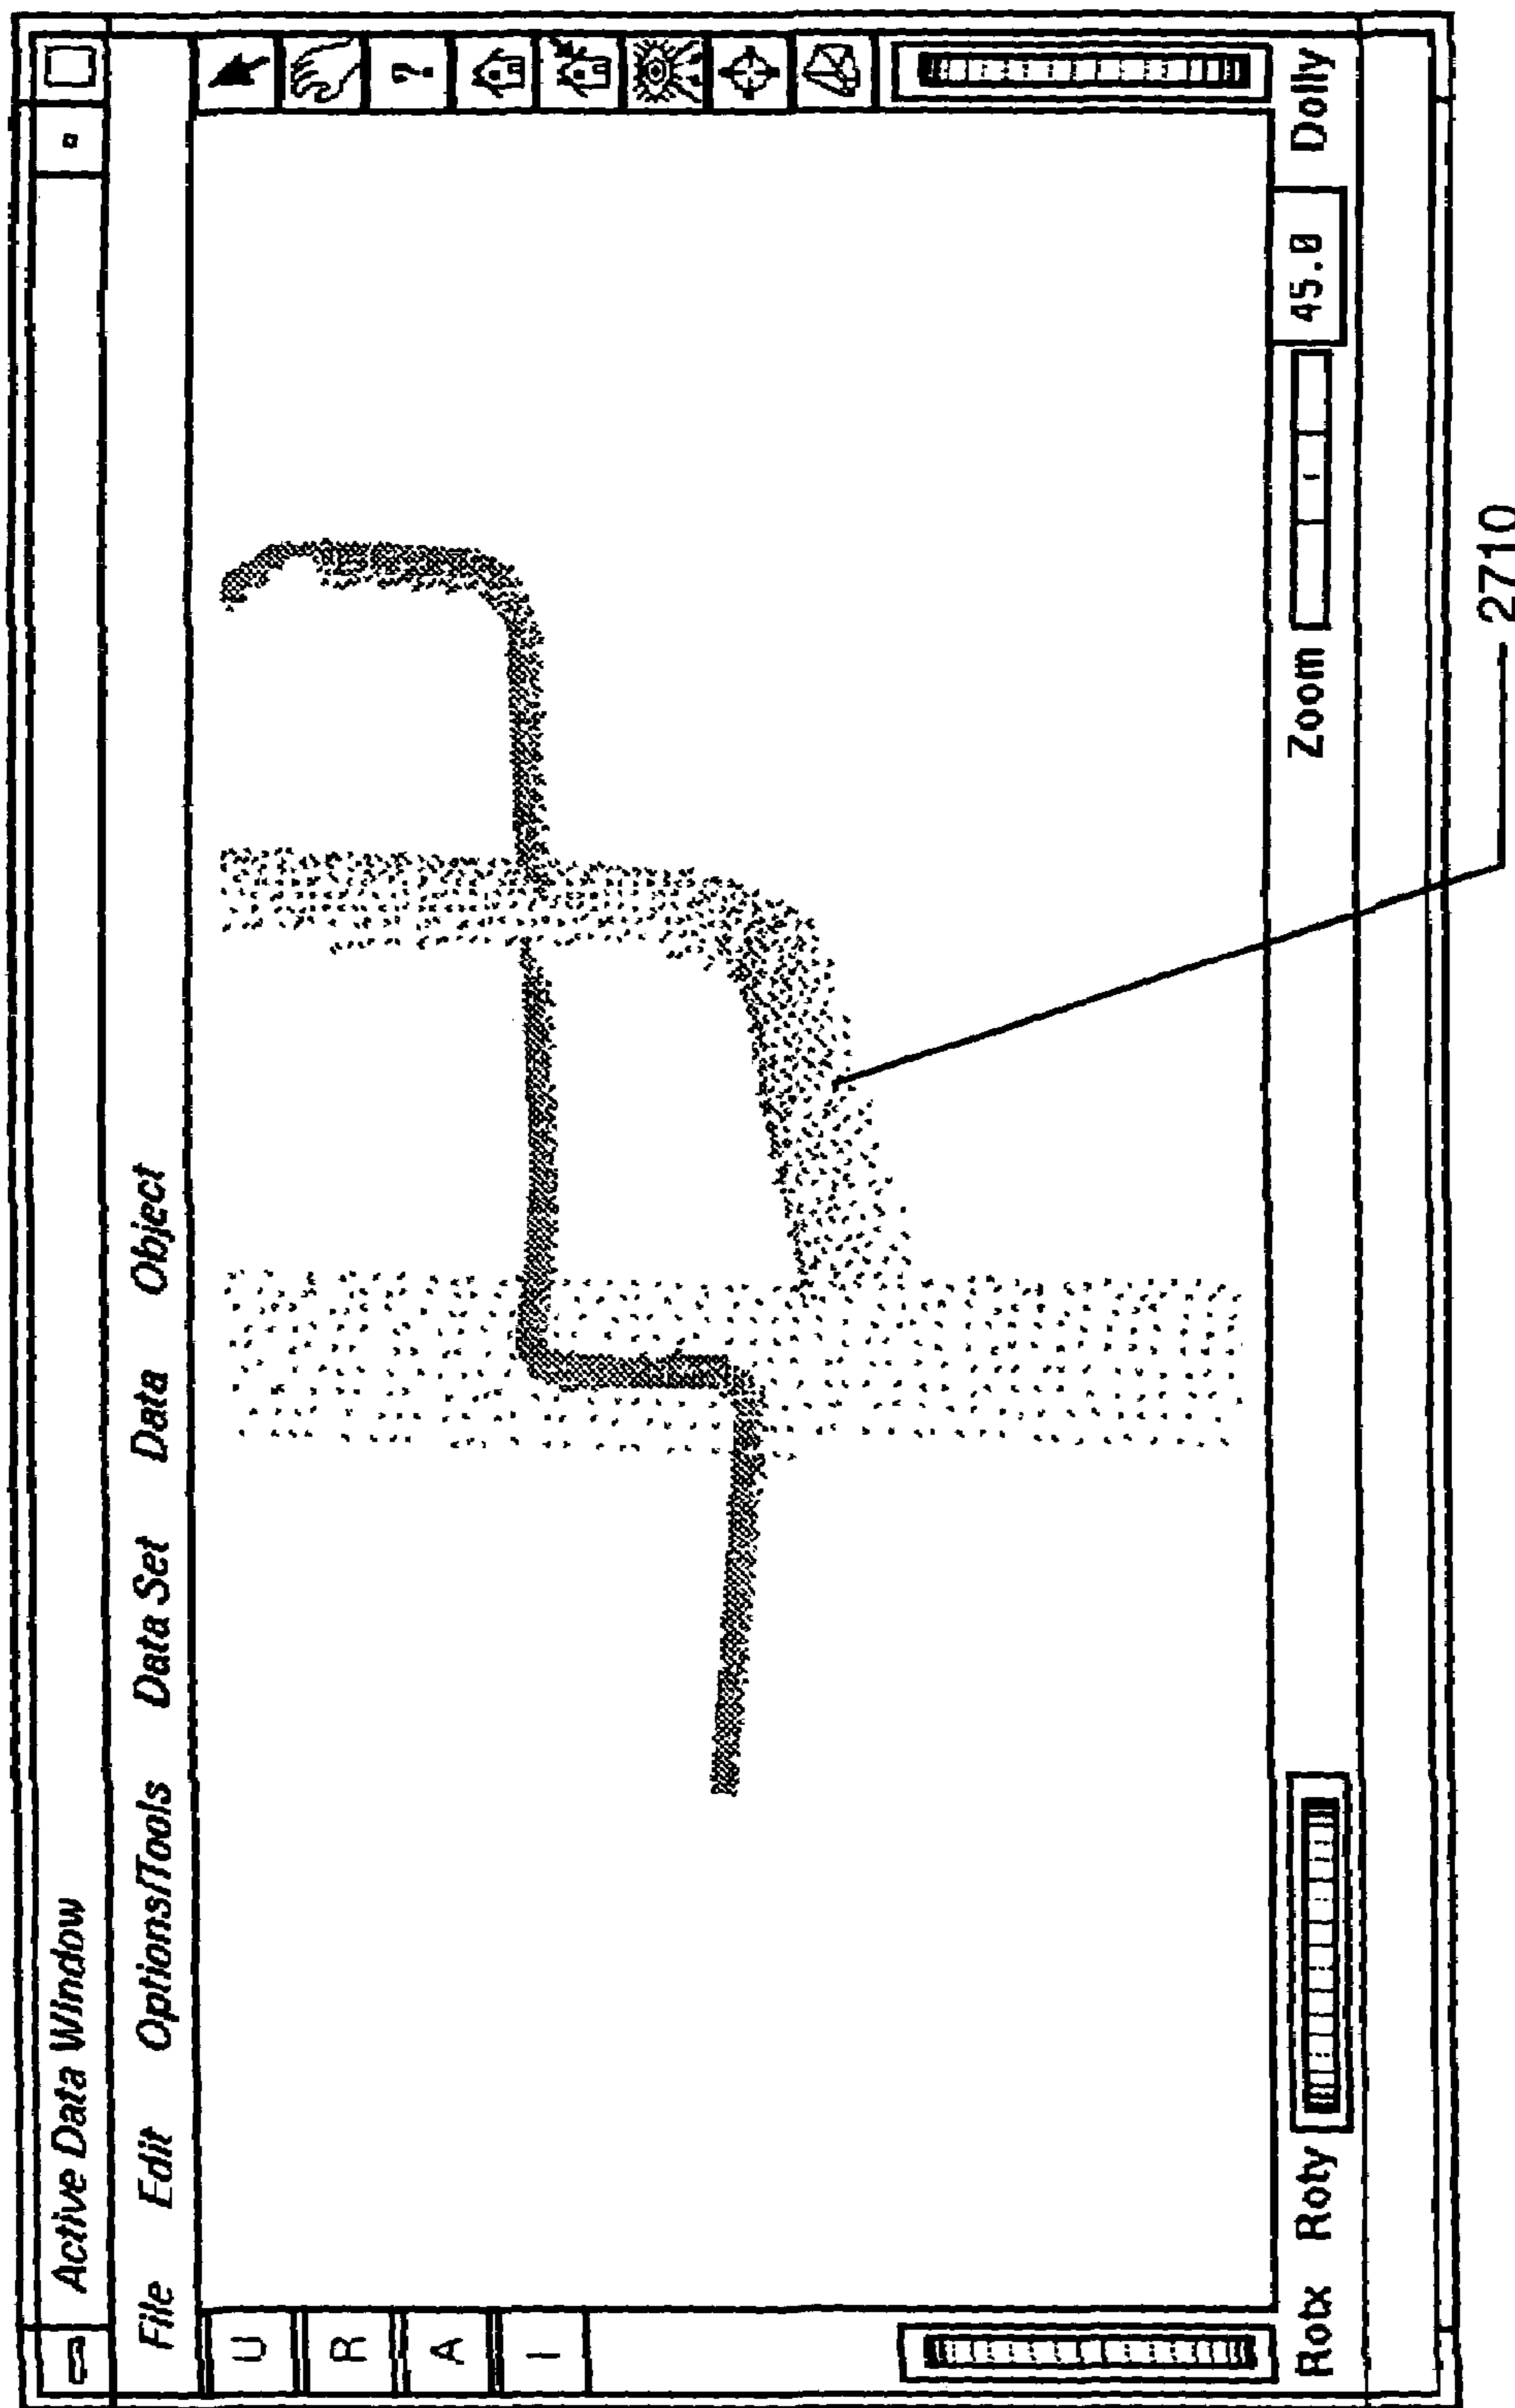 Active Data Window
File Edit Options/Tools Data Set Data Object
U
R
A
I
?
Rotx Roty Zoom 45.0 Dolly
2710